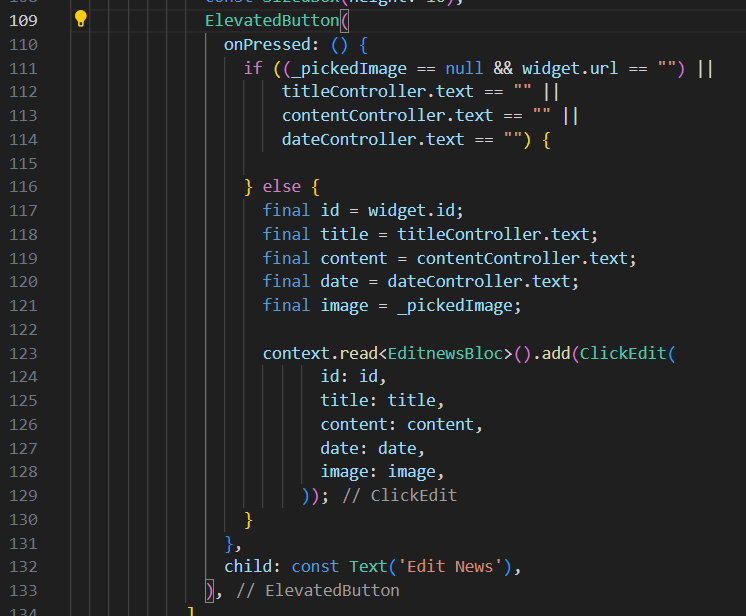 108 const SizedBox(height: 16),
109 ElevatedButton(
110 onPressed: () {
111 if ((_pickedImage == null && widget.url == "") ||
112 titleController.text == "" ||
113 contentController.text == "" ||
114 dateController.text == "") {
115
116 } else {
117 final id = widget.id;
118 final title = titleController.text;
119 final content = contentController.text;
120 final date = dateController.text;
121 final image = _pickedImage;
122
123 context.read<EditnewsBloc>().add(ClickEdit(
124 id: id,
125 title: title,
126 content: content,
127 date: date,
128 image: image,
129 )); // ClickEdit
130 }
131 },
132 child: const Text('Edit News'),
133 ), // ElevatedButton
134 ]